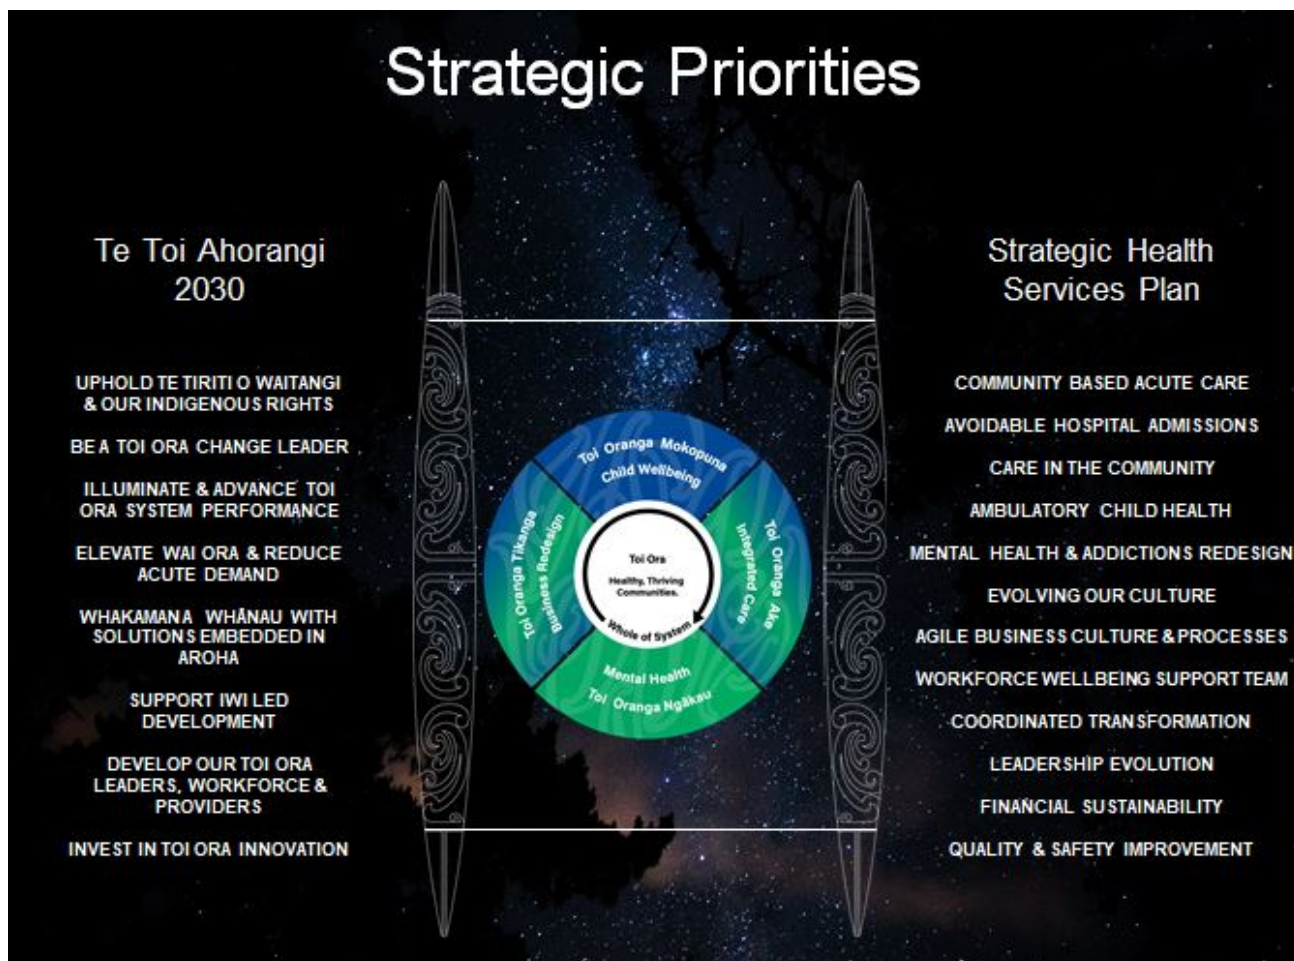 Strategic Priorities
Te Toi Ahorangi
2030
UPHOLD TE TIRITI O WAITANGI
& OUR INDIGENOUS RIGHTS
BE A TOI ORA CHANGE LEADER
ILLUMINATE & ADVANCE TOI
ORA SYSTEM PERFORMANCE
ELEVATE WAI ORA & REDUCE
ACUTE DEMAND
WHAKAMANA WHĀNAU WITH
SOLUTIONS EMBEDDED IN
AROHA
SUPPORT IWI LED
DEVELOPMENT
DEVELOP OUR TOI ORA
LEADERS, WORKFORCE &
PROVIDERS
INVEST IN TOI ORA INNOVATION
Toi Oranga Mokopuna
Child Wellbeing
Toi Oranga Ake
Integrated Care
Mental Health
Toi Oranga Ngākau
Toi Oranga Tikanga
Business Redesign
Toi Ora
Healthy, Thriving
Communities.
Whole of System
Strategic Health
Services Plan
COMMUNITY BASED ACUTE CARE
AVOIDABLE HOSPITAL ADMISSIONS
CARE IN THE COMMUNITY
AMBULATORY CHILD HEALTH
MENTAL HEALTH & ADDICTIONS REDESIGN
EVOLVING OUR CULTURE
AGILE BUSINESS CULTURE & PROCESSES
WORKFORCE WELLBEING SUPPORT TEAM
COORDINATED TRANSFORMATION
LEADERSHIP EVOLUTION
FINANCIAL SUSTAINABILITY
QUALITY & SAFETY IMPROVEMENT